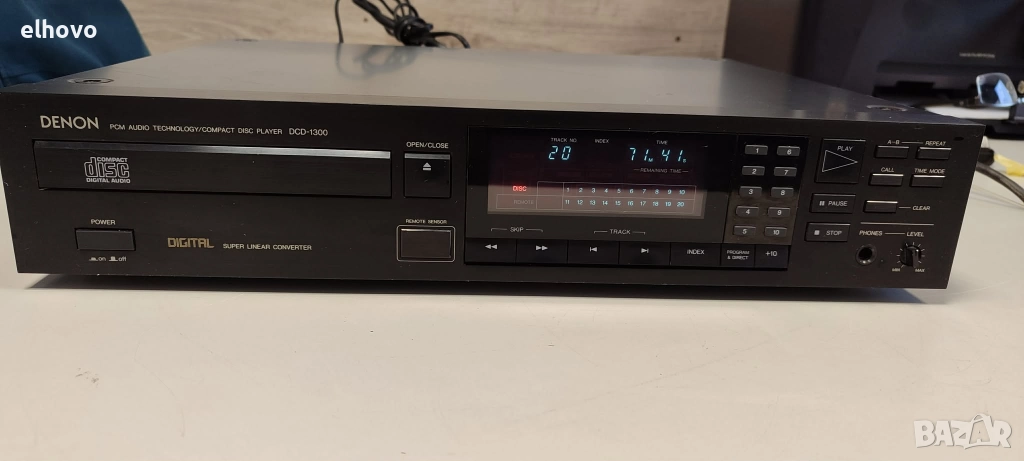 elhovo
DENON PCM AUDIO TECHNOLOGY/COMPACT DISC PLAYER DCD-1300
COMPACT
disc
DIGITAL AUDIO
OPEN/CLOSE
POWER
on off
DIGITAL SUPER LINEAR CONVERTER
REMOTE SENSOR
TRACK NO. INDEX TIME
20 71M 41S
REMAINING TIME
DISC 1 2 3 4 5 6 7 8 9 10
REMOTE 11 12 13 14 15 16 17 18 19 20
SKIP TRACK
INDEX PROGRAM & DIRECT +10
1 6
2 7
3 8
4 9
5 10
PLAY
PAUSE
STOP
A-B REPEAT
CALL TIME MODE
CLEAR
PHONES LEVEL
MIN MAX
BAZAR